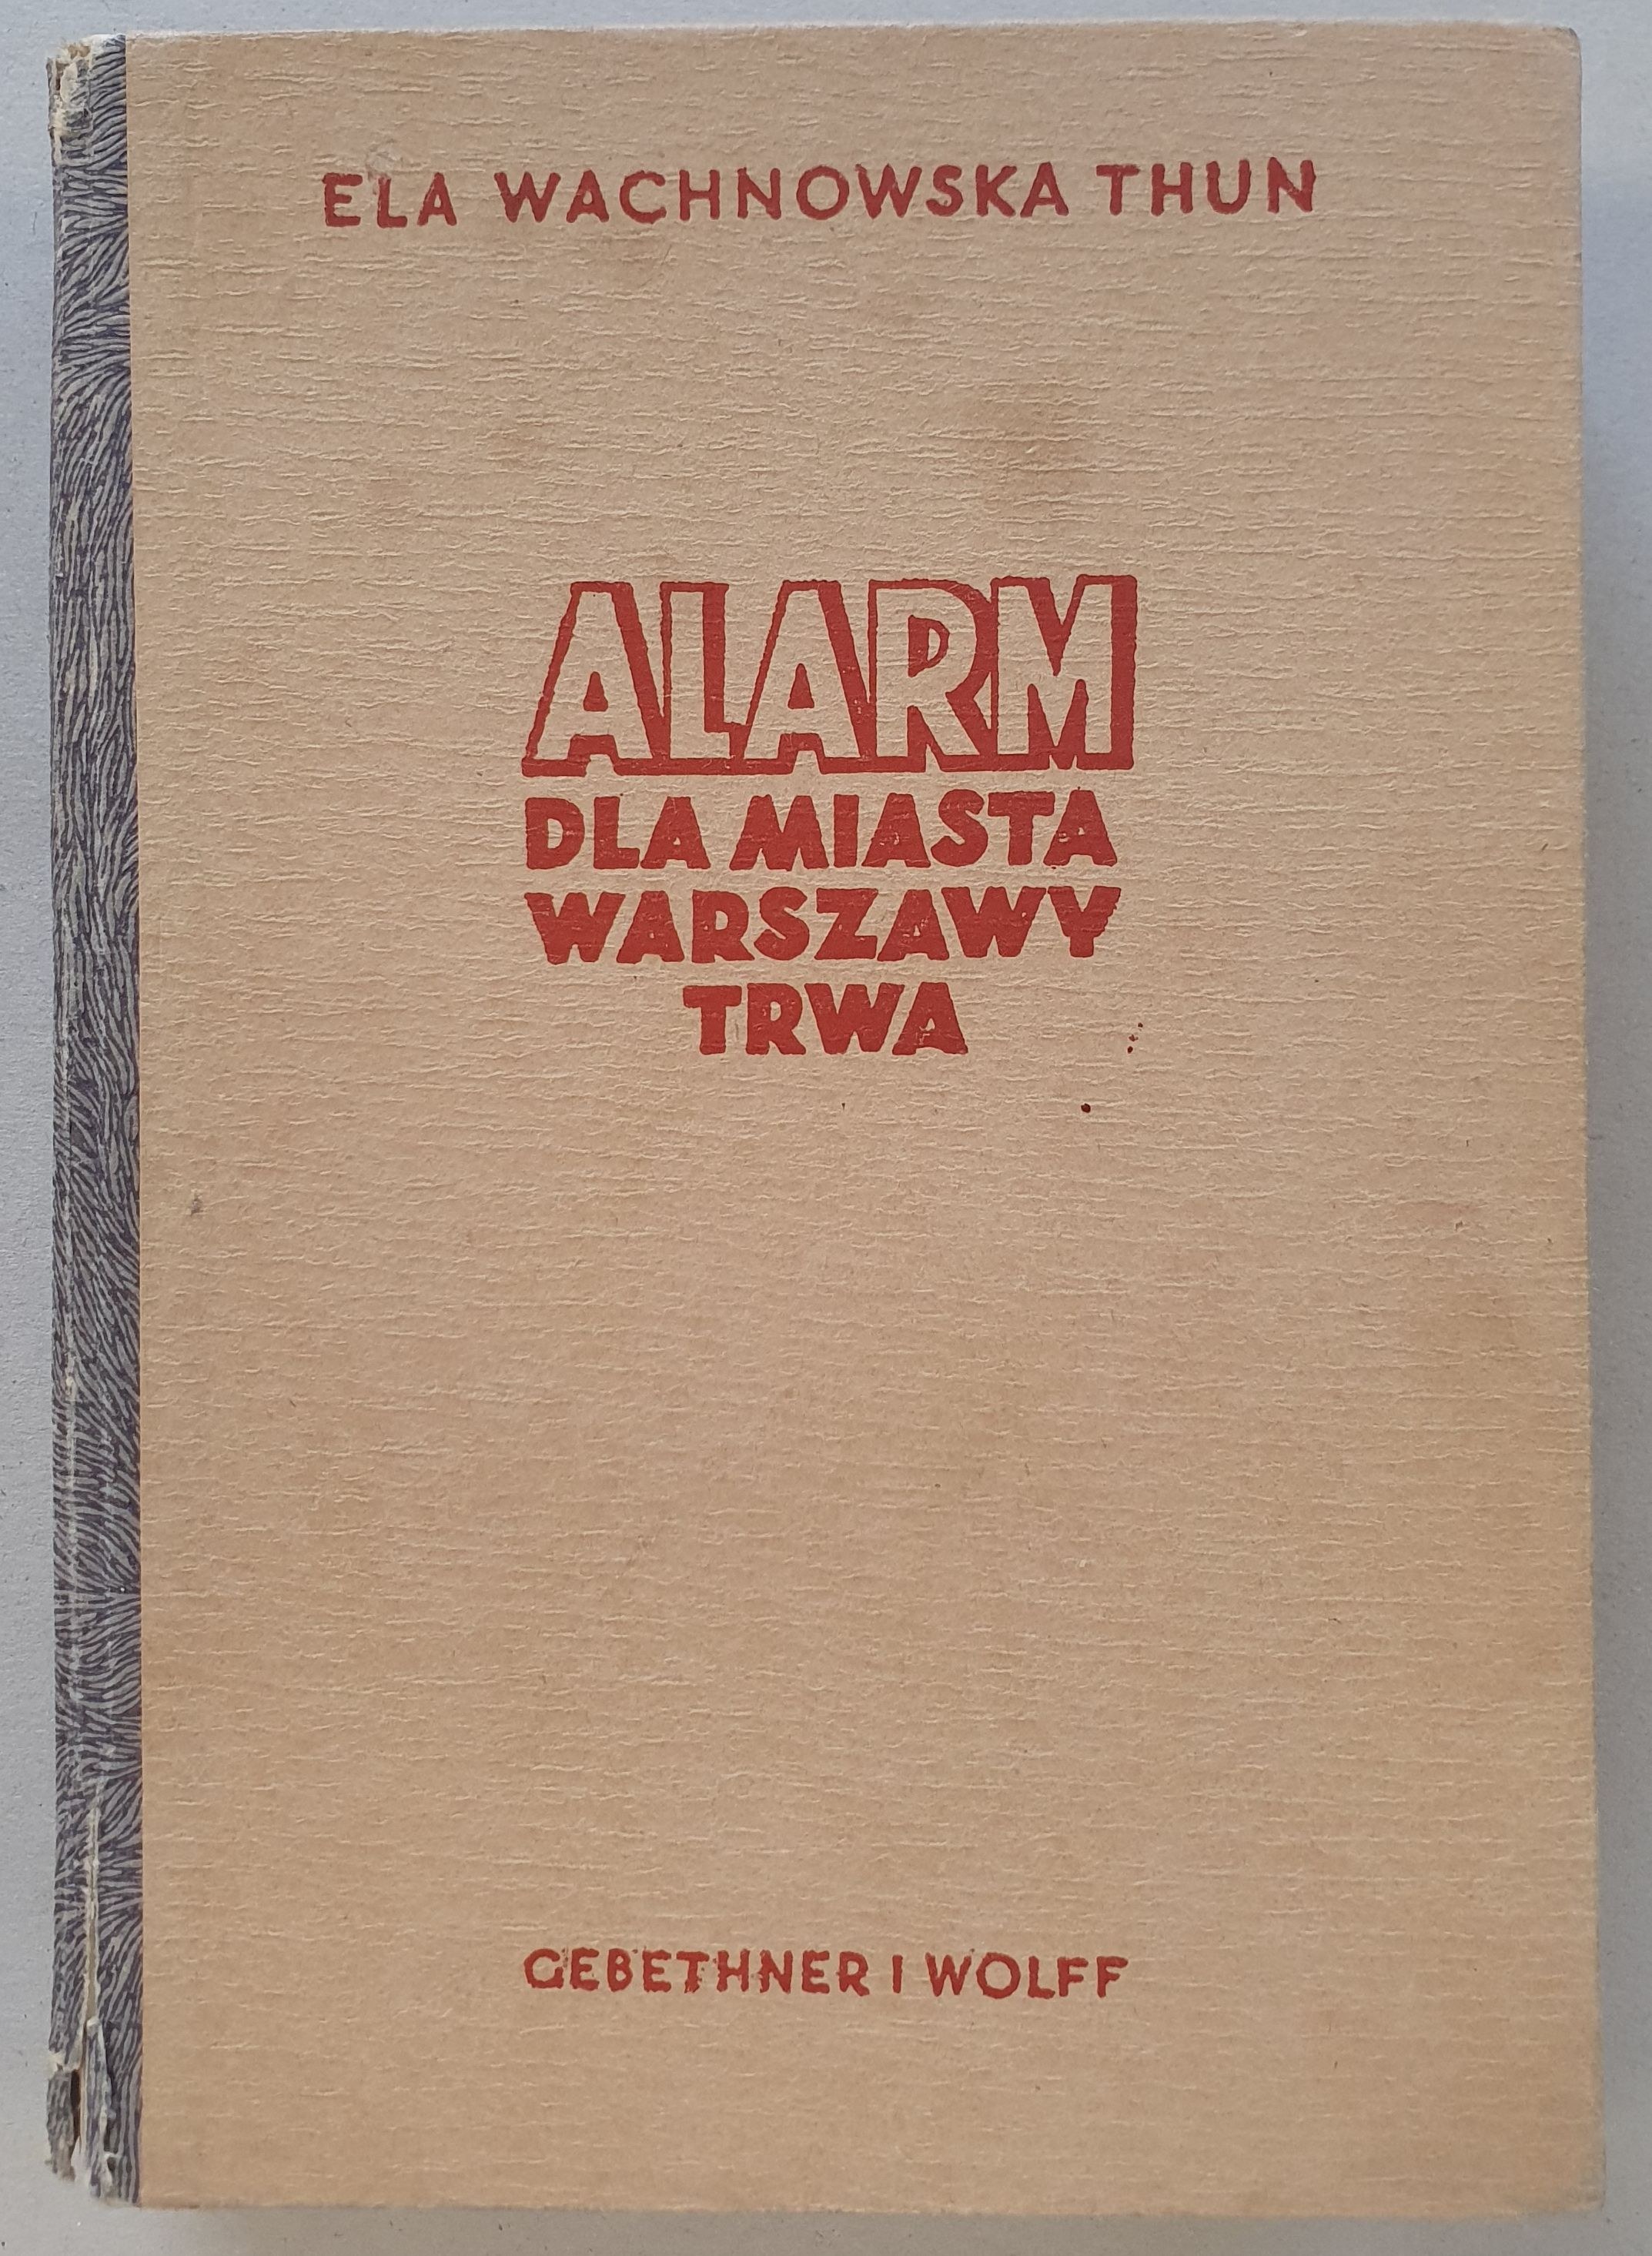 ELA WACHNOWSKA THUN
ALARM
DLA MIASTA
WARSZAWY
TRWA
GEBETHNER I WOLFF